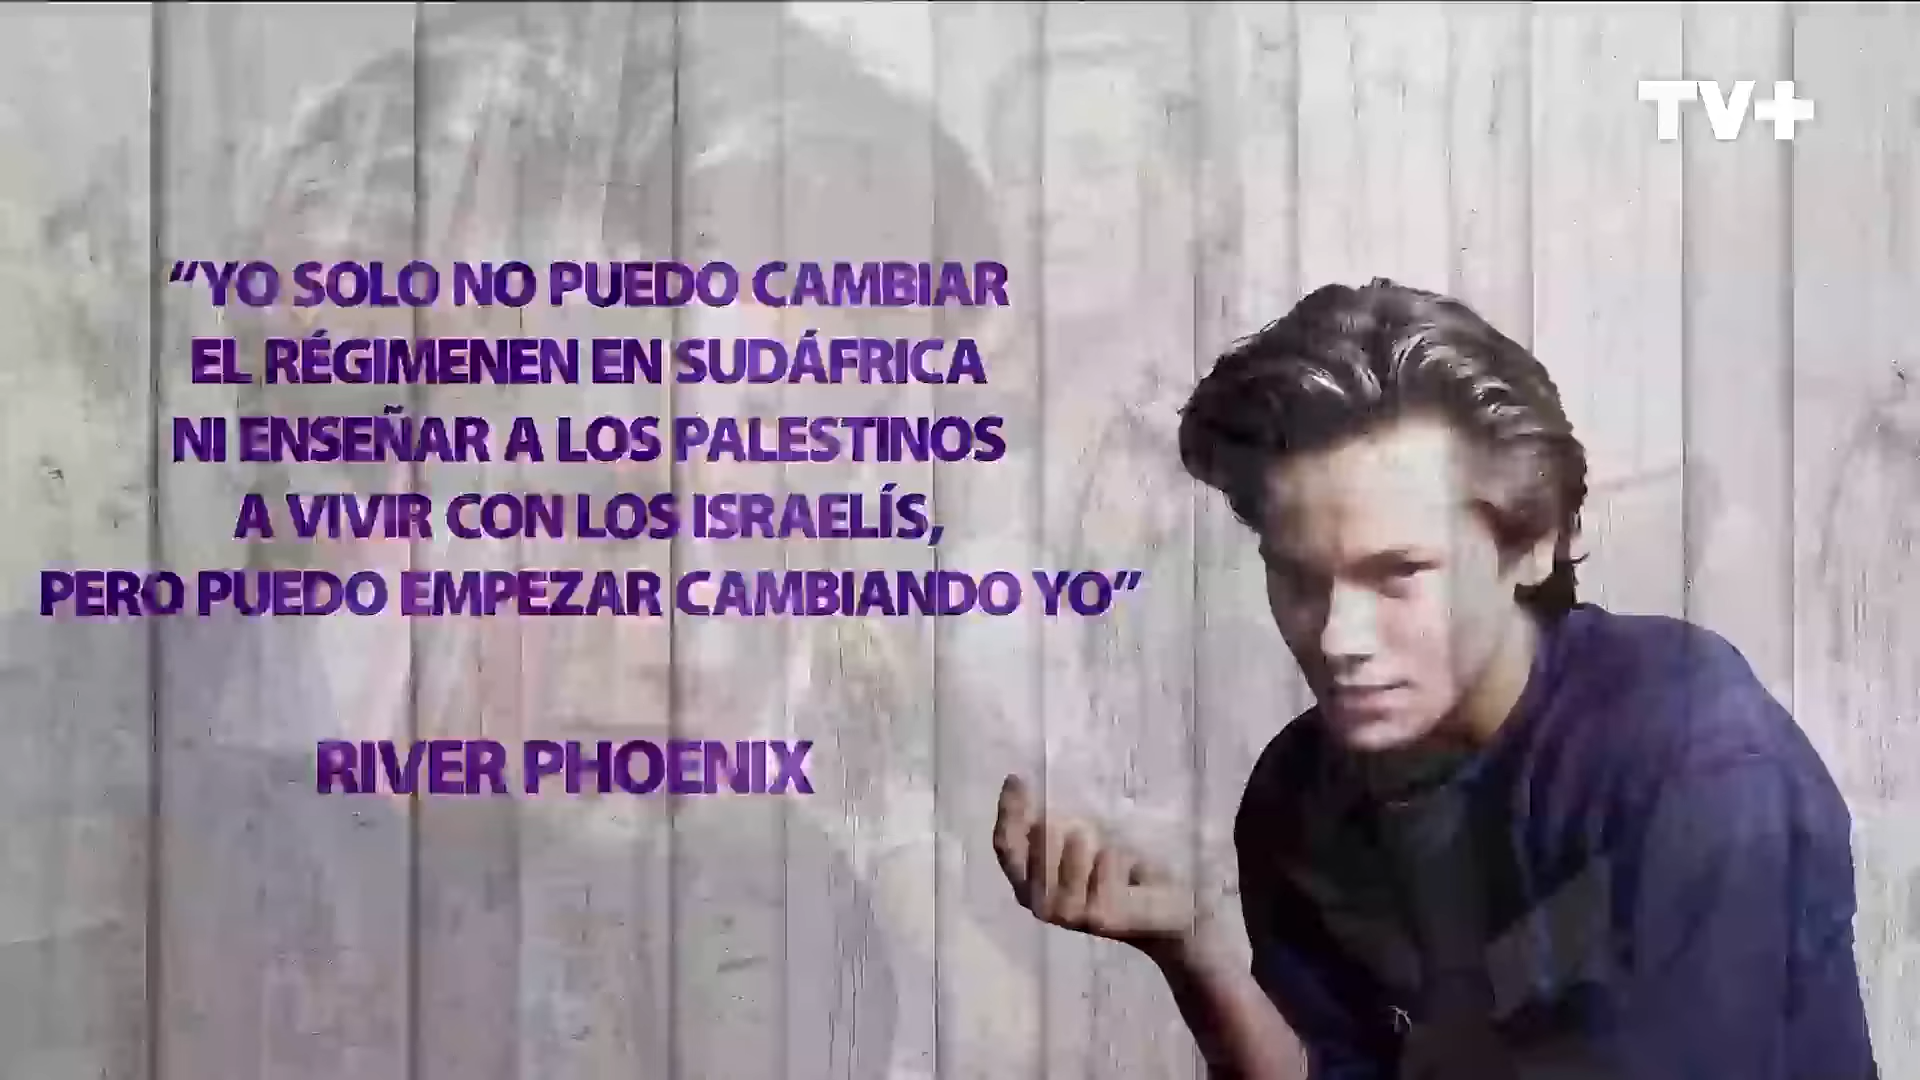 TV+
“YO SOLO NO PUEDO CAMBIAR
EL RÉGIMENEN EN SUDÁFRICA
NI ENSEÑAR A LOS PALESTINOS
A VIVIR CON LOS ISRAELÍS,
PERO PUEDO EMPEZAR CAMBIANDO YO”
RIVER PHOENIX